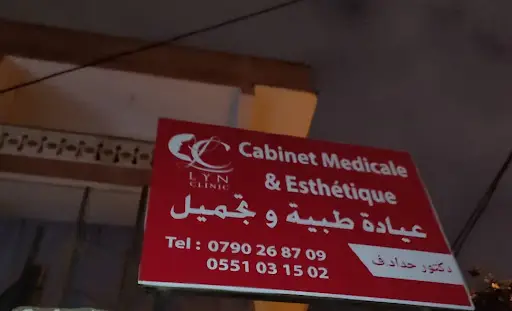 LYN
CLINIC
Cabinet Medicale
& Esthétique
عيادة طبية و تجميل
Tel : 0790 26 87 09
0551 03 15 02
دكتور حداد ف